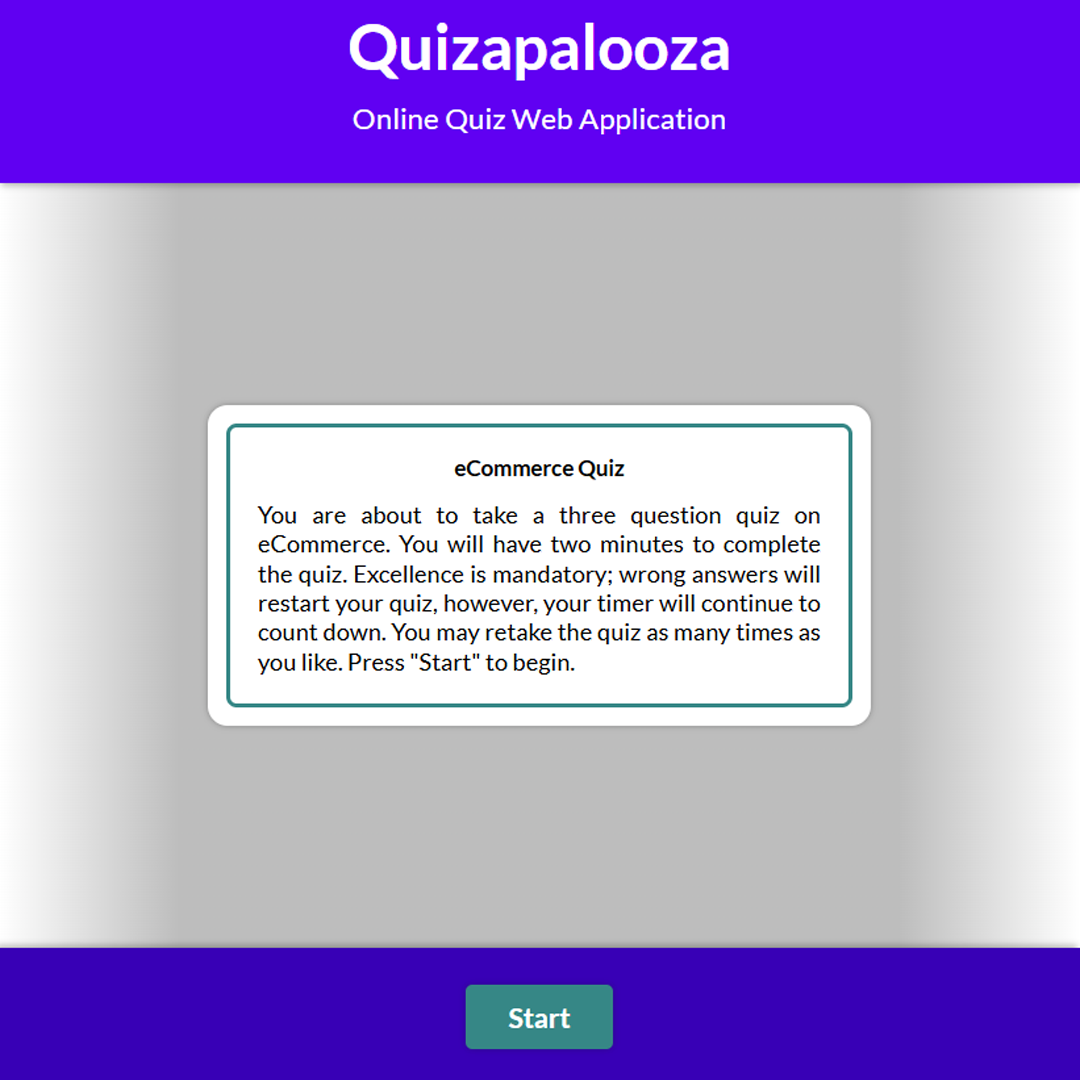 Quizapalooza
Online Quiz Web Application
eCommerce Quiz
You are about to take a three question quiz on
eCommerce. You will have two minutes to complete
the quiz. Excellence is mandatory; wrong answers will
restart your quiz, however, your timer will continue to
count down. You may retake the quiz as many times as
you like. Press "Start" to begin.
Start